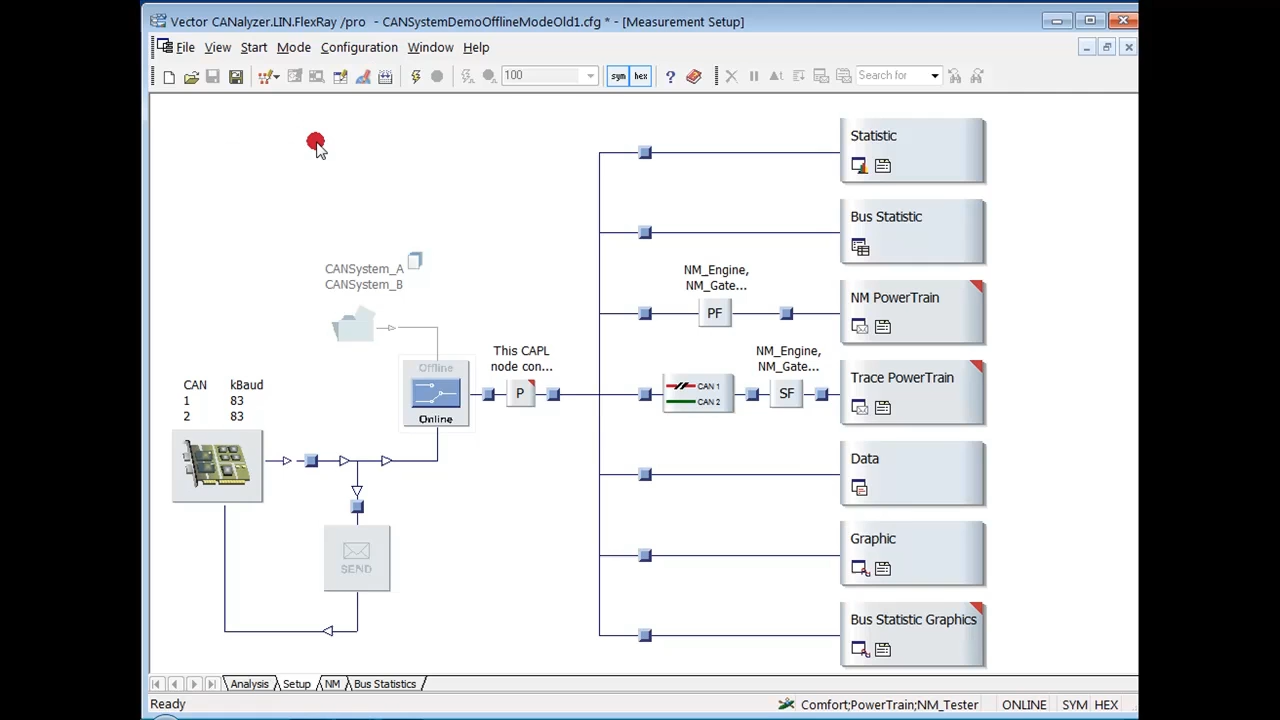 Vector CANalyzer.LIN.FlexRay /pro - CANSystemDemoOfflineModeOld1.cfg * - [Measurement Setup]
File View Start Mode Configuration Window Help
100 sym hex Search for
Statistic
Bus Statistic
CANSystem_A
CANSystem_B
NM_Engine,
NM_Gate...
PF
NM PowerTrain
Offline
Online
This CAPL
node con...
P
CAN 1
CAN 2
NM_Engine,
NM_Gate...
SF
Trace PowerTrain
CAN kBaud
1 83
2 83
Data
SEND
Graphic
Bus Statistic Graphics
Analysis Setup NM Bus Statistics
Ready Comfort;PowerTrain;NM_Tester ONLINE SYM HEX